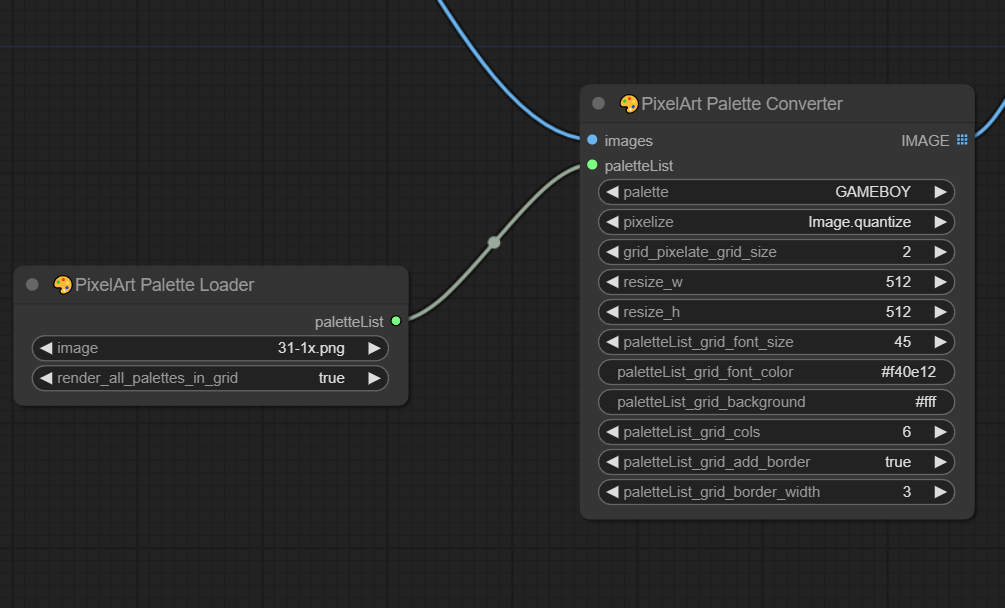 PixelArt Palette Loader
paletteList
image 31-1x.png
render_all_palettes_in_grid true
PixelArt Palette Converter
images IMAGE
paletteList
palette GAMEBOY
pixelize Image.quantize
grid_pixelate_grid_size 2
resize_w 512
resize_h 512
paletteList_grid_font_size 45
paletteList_grid_font_color #f40e12
paletteList_grid_background #fff
paletteList_grid_cols 6
paletteList_grid_add_border true
paletteList_grid_border_width 3